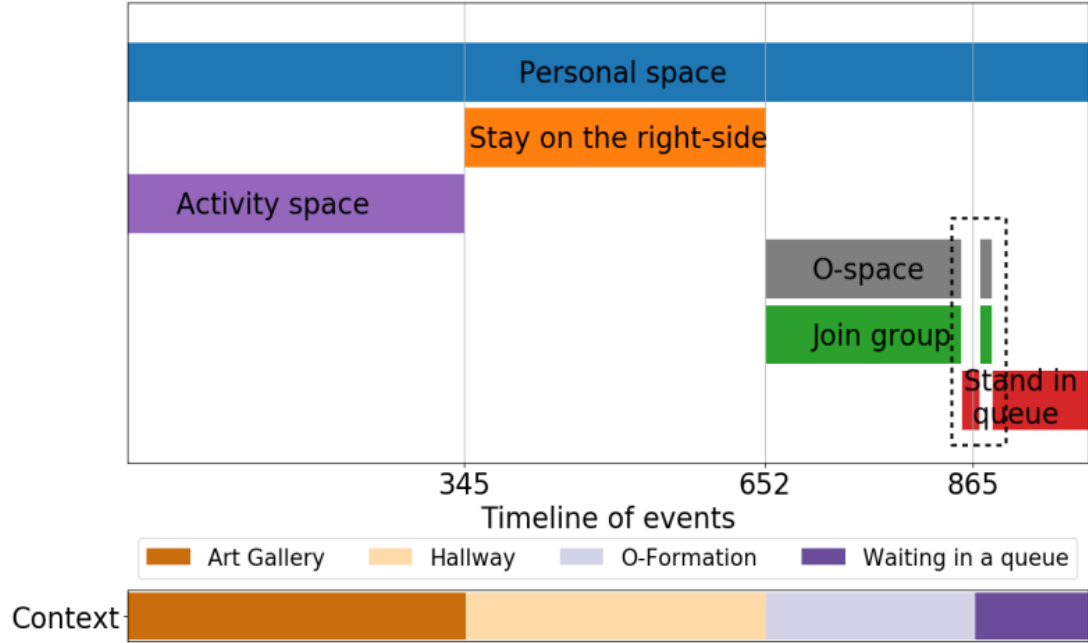 Personal space
Stay on the right-side
Activity space
O-space
Join group
Stand in
queue
345 652 865
Timeline of events
Art Gallery Hallway O-Formation Waiting in a queue
Context